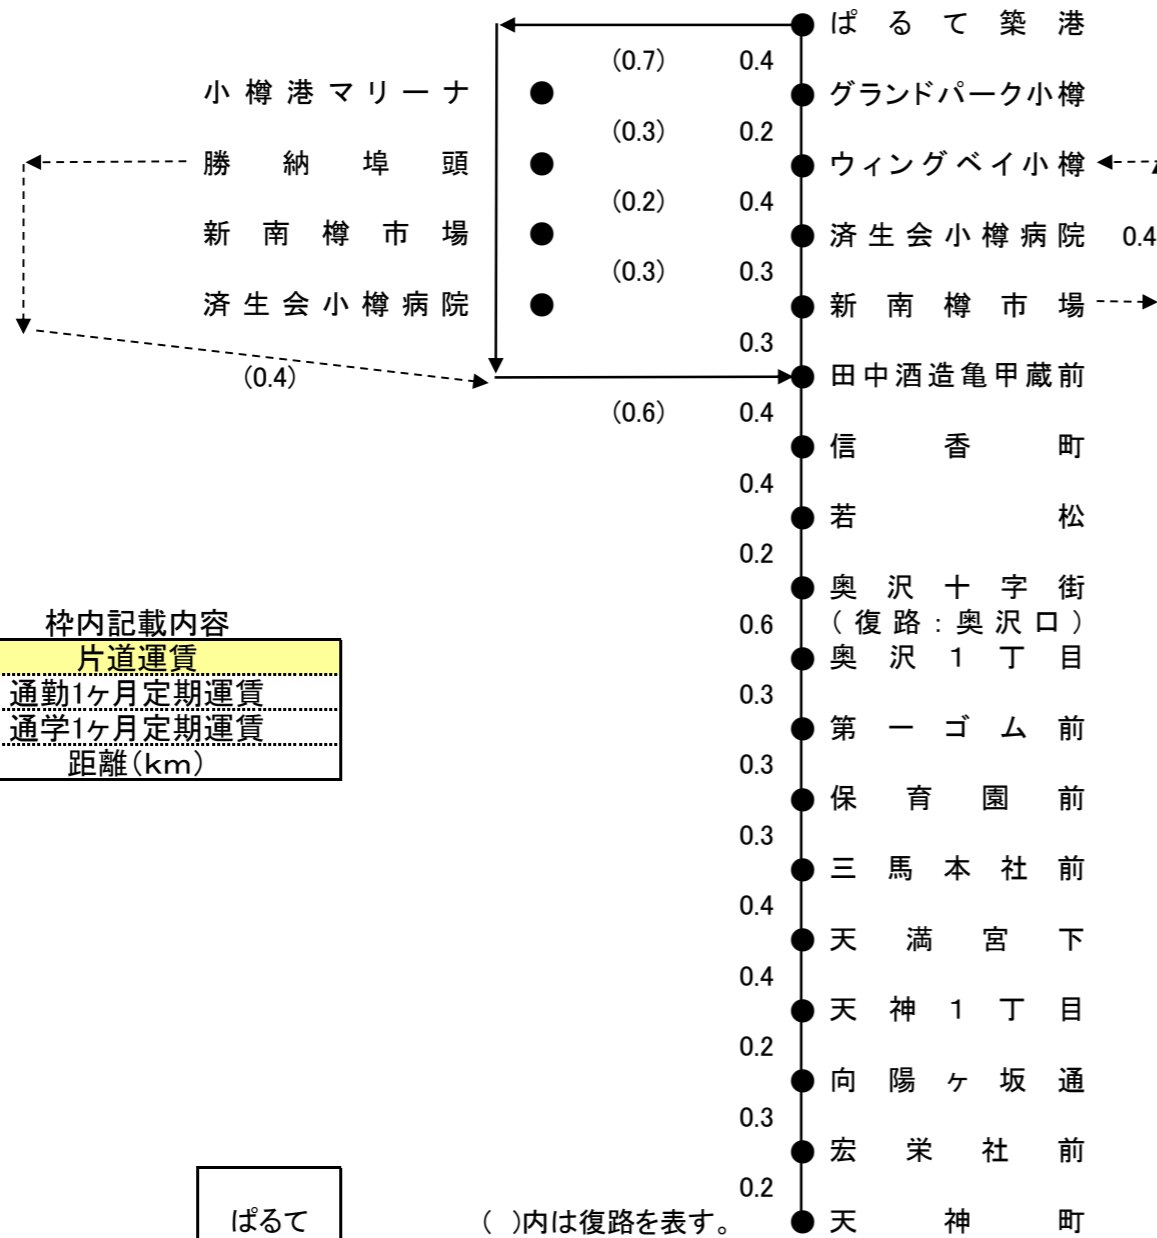 ぱるて築港
(0.7) 0.4
小樽港マリーナ グランドパーク小樽
(0.3) 0.2
勝納埠頭 ウィングベイ小樽
(0.2) 0.4
新南樽市場 済生会小樽病院 0.4
(0.3) 0.3
済生会小樽病院 新南樽市場
0.3
(0.4) 田中酒造亀甲蔵前
(0.6) 0.4
信香町
0.4
若松
0.2
奥沢十字街
0.6 (復路:奥沢口)
奥沢1丁目
0.3
第一ゴム前
0.3
保育園前
0.3
三馬本社前
0.4
天満宮下
0.4
天神1丁目
0.2
向陽ヶ坂通
0.3
宏栄社前
0.2
天神町
枠内記載内容
片道運賃
通勤1ヶ月定期運賃
通学1ヶ月定期運賃
距離(km)
ぱるて
( )内は復路を表す。